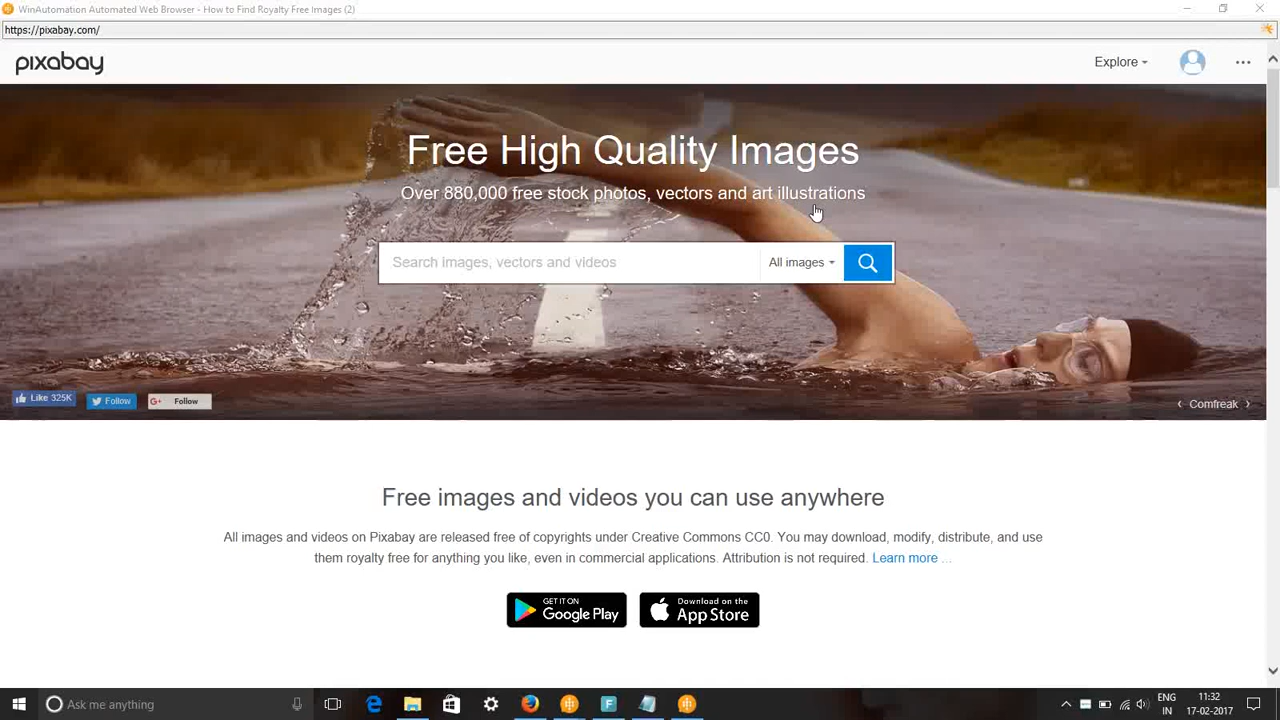 WinAutomation Automated Web Browser - How to Find Royalty Free Images (2)
https://pixabay.com/
pixabay
Explore
Free High Quality Images
Over 880,000 free stock photos, vectors and art illustrations
Search images, vectors and videos
All images
Like 325K
Follow
G+ Follow
Comfreak
Free images and videos you can use anywhere
All images and videos on Pixabay are released free of copyrights under Creative Commons CC0. You may download, modify, distribute, and use
them royalty free for anything you like, even in commercial applications. Attribution is not required. Learn more ...
GET IT ON
Google Play
Download on the
App Store
Ask me anything
F
ENG
IN
11:32
17-02-2017